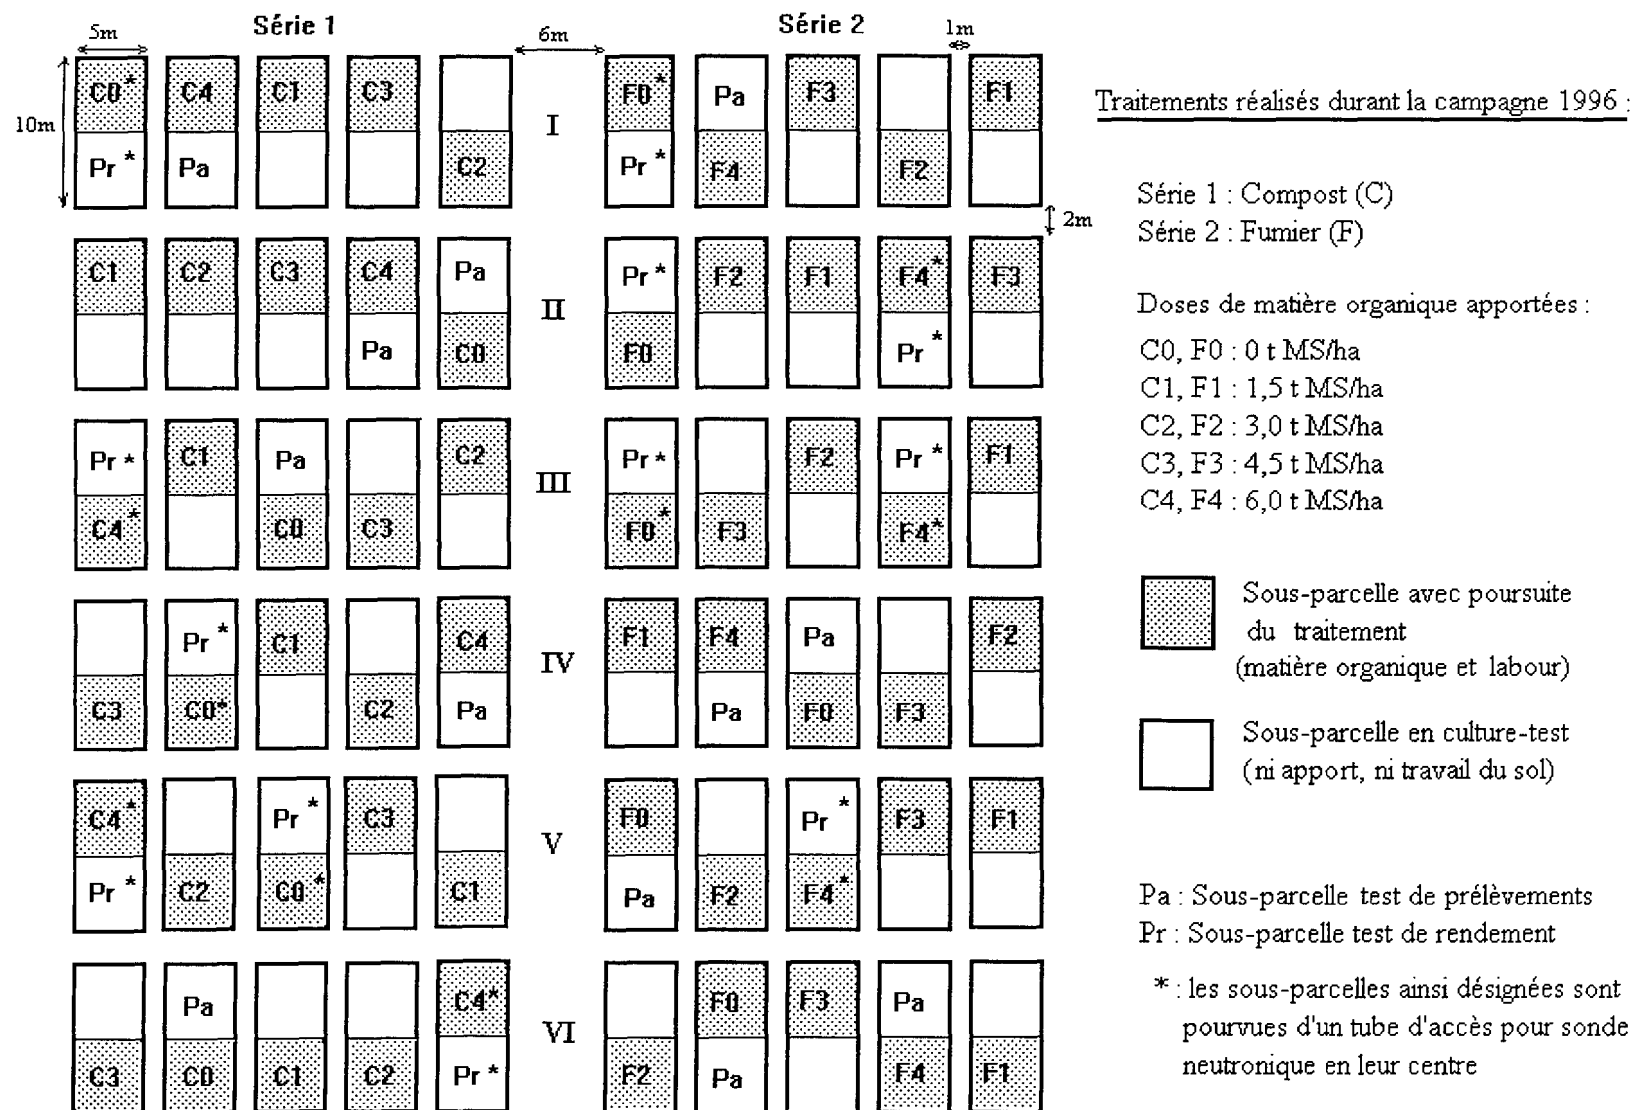 Série 1
Série 2
5m
6m
1m
10m
C0* C4 C1 C3
Pr* Pa C2
I
F0* Pa F3 F1
Pr* F4 F2
2m
C1 C2 C3 C4 Pa
Pa C0
II
Pr* F2 F1 F4* F3
F0 Pr*
Pr* C1 Pa C2
C4* C0 C3
III
Pr* F2 Pr* F1
F0* F3 F4*
Pr* C1 C4
C3 C0* C2 Pa
IV
F1 F4 Pa F2
Pa F0 F3
C4* Pr* C3
Pr* C2 C0* C1
V
F0 Pr* F3 F1
Pa F2 F4*
Pa C4*
C3 C0 C1 C2 Pr*
VI
F0 F3 Pa
F2 Pa F4 F1
Traitements réalisés durant la campagne 1996 :
Série 1 : Compost (C)
Série 2 : Fumier (F)
Doses de matière organique apportées :
C0, F0 : 0 t MS/ha
C1, F1 : 1,5 t MS/ha
C2, F2 : 3,0 t MS/ha
C3, F3 : 4,5 t MS/ha
C4, F4 : 6,0 t MS/ha
Sous-parcelle avec poursuite
du traitement
(matière organique et labour)
Sous-parcelle en culture-test
(ni apport, ni travail du sol)
Pa : Sous-parcelle test de prélèvements
Pr : Sous-parcelle test de rendement
* : les sous-parcelles ainsi désignées sont
pourvues d'un tube d'accès pour sonde
neutronique en leur centre